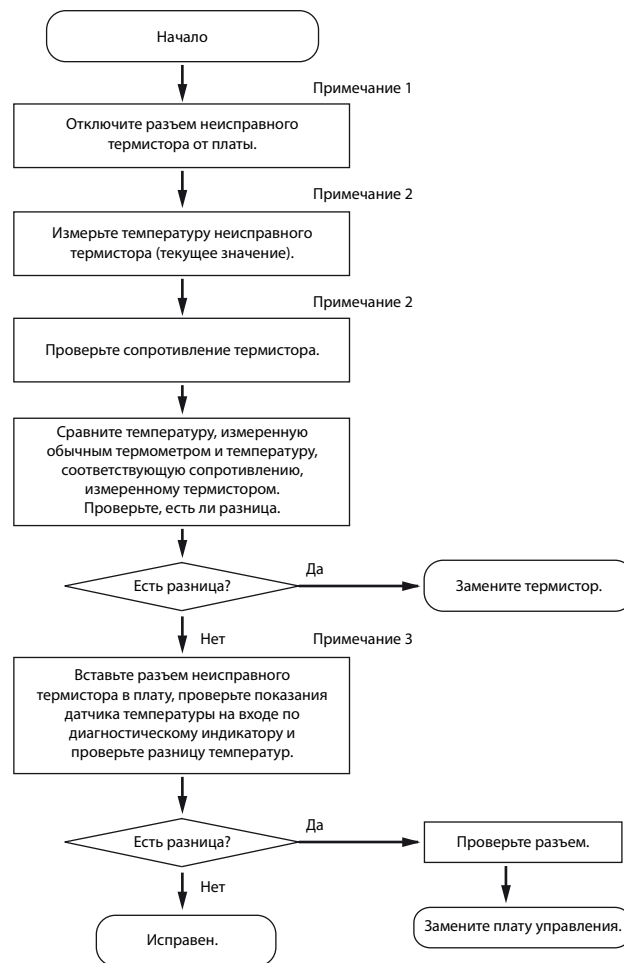 Начало
Примечание 1
Отключите разъем неисправного
термистора от платы.
Примечание 2
Измерьте температуру неисправного
термистора (текущее значение).
Примечание 2
Проверьте сопротивление термистора.
Сравните температуру, измеренную
обычным термометром и температуру,
соответствующую сопротивлению,
измеренному термистором.
Проверьте, есть ли разница.
Есть разница?
Да
Замените термистор.
Нет
Примечание 3
Вставьте разъем неисправного
термистора в плату, проверьте показания
датчика температуры на входе по
диагностическому индикатору и
проверьте разницу температур.
Есть разница?
Да
Проверьте разъем.
Нет
Замените плату управления.
Исправен.